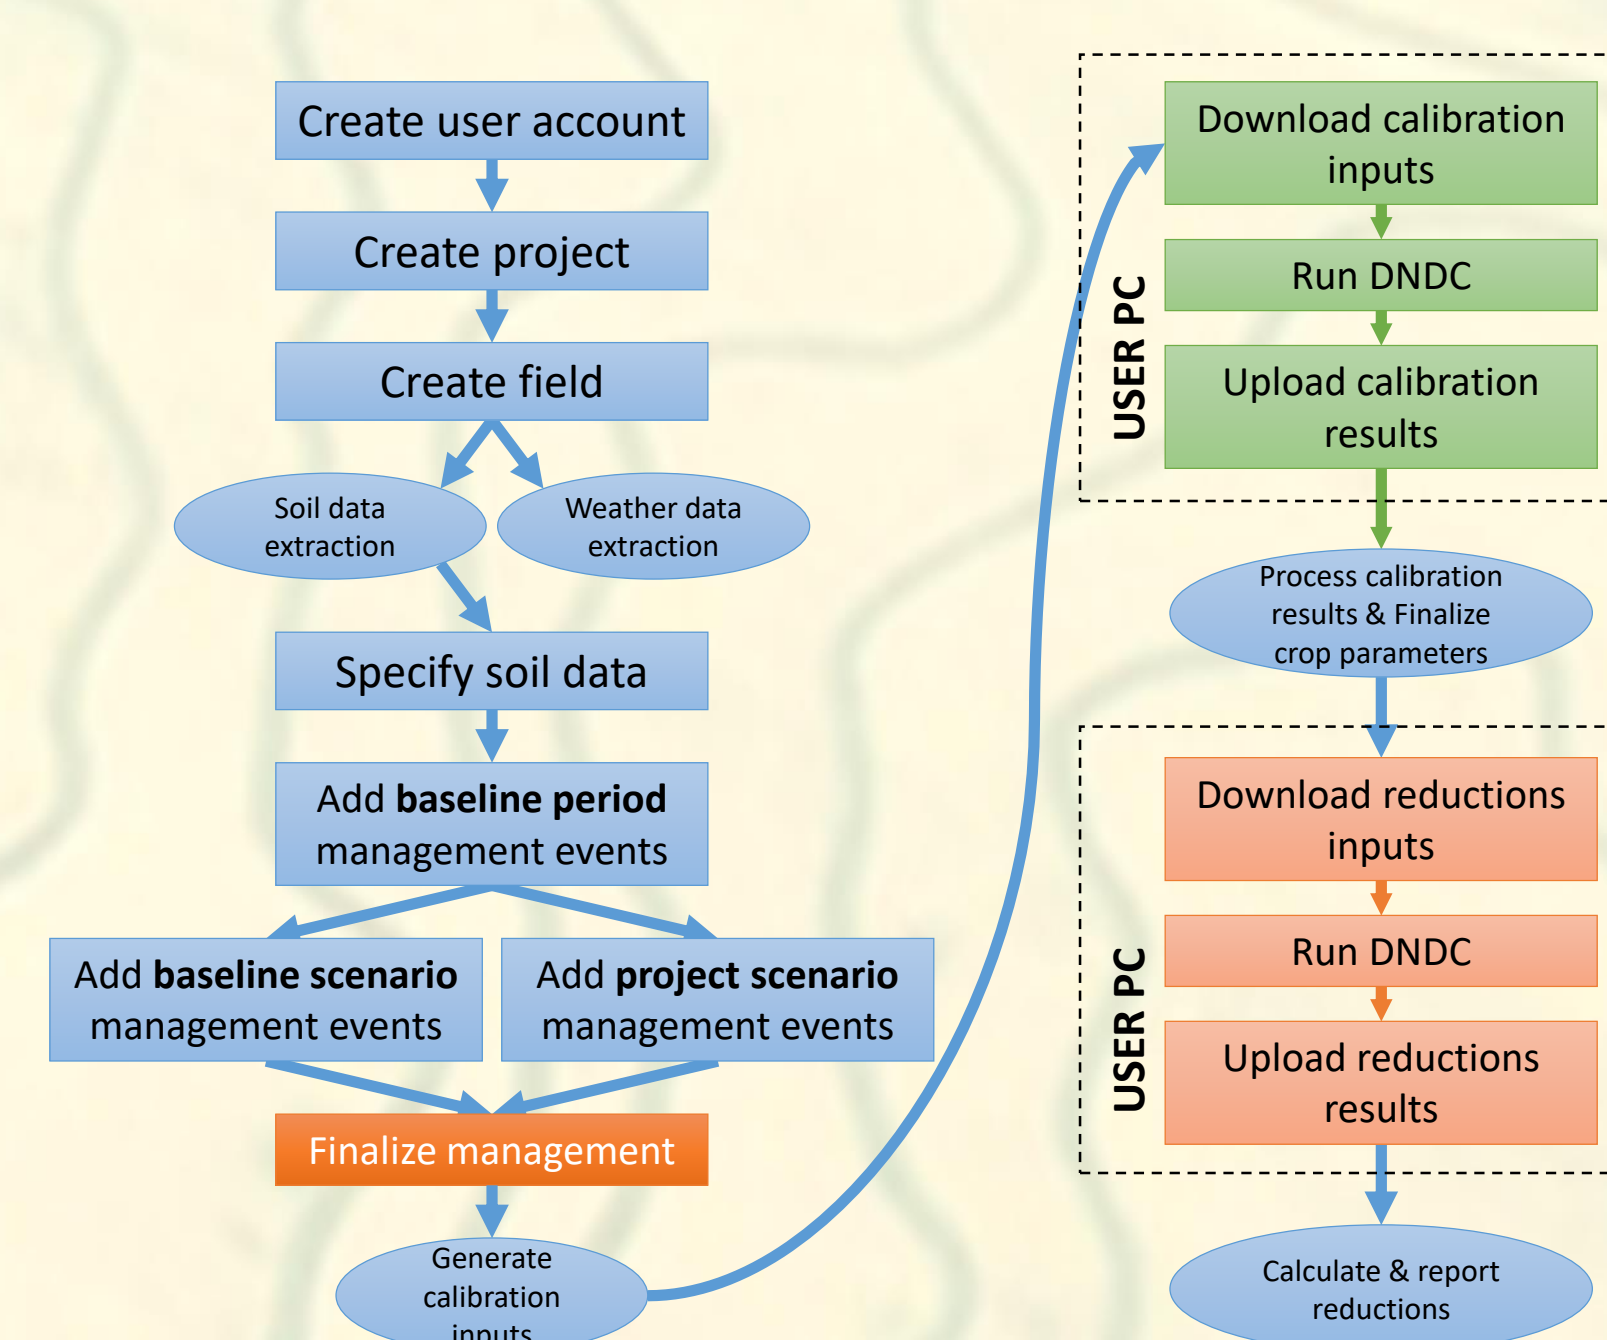 Create user account
Create project
Create field
Soil data
extraction
Weather data
extraction
Specify soil data
Add baseline period
management events
Add baseline scenario
management events
Add project scenario
management events
Finalize management
Generate
calibration
inputs
USER PC
Download calibration
inputs
Run DNDC
Upload calibration
results
Process calibration
results & Finalize
crop parameters
USER PC
Download reductions
inputs
Run DNDC
Upload reductions
results
Calculate & report
reductions